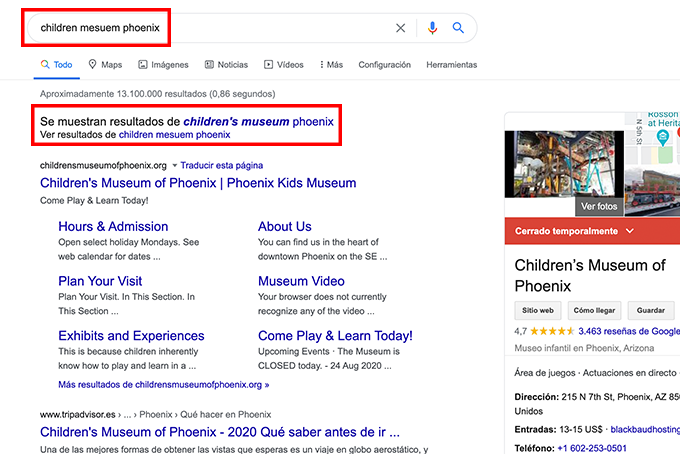 children mesuem phoenix
Todo
Maps
Imágenes
Noticias
Vídeos
Más
Configuración
Herramientas
Aproximadamente 13.100.000 resultados (0,86 segundos)
Se muestran resultados de children's museum phoenix
Ver resultados de children mesuem phoenix
childrensmuseumofphoenix.org Traducir esta página
Children's Museum of Phoenix | Phoenix Kids Museum
Come Play & Learn Today!
Hours & Admission
Open select holiday Mondays. See
web calendar for dates ...
About Us
You can find us in the heart of
downtown Phoenix on the SE ...
Plan Your Visit
Plan Your Visit. In This Section. In
This Section ...
Museum Video
Your browser does not currently
recognize any of the video ...
Exhibits and Experiences
This is because children inherently
know how to play and learn in a ...
Come Play & Learn Today!
Upcoming Events · The Museum is
CLOSED today. - 24 Aug 2020 ...
Más resultados de childrensmuseumofphoenix.org »
www.tripadvisor.es › ... › Phoenix › Qué hacer en Phoenix
Children's Museum of Phoenix - 2020 Qué saber antes de ir ...
Una de las mejores formas de obtener las vistas que esperas es un viaje en globo aerostático, y
Rosson
at Herita
N 5th St
Ver fotos
Cerrado temporalmente
Children's Museum of
Phoenix
Sitio web
Cómo llegar
Guardar
4,7 3.463 reseñas de Google
Museo infantil en Phoenix, Arizona
Área de juegos · Actuaciones en directo ·
Dirección: 215 N 7th St, Phoenix, AZ 850
Unidos
Entradas: 13-15 US$ · blackbaudhosting
Teléfono: +1 602-253-0501